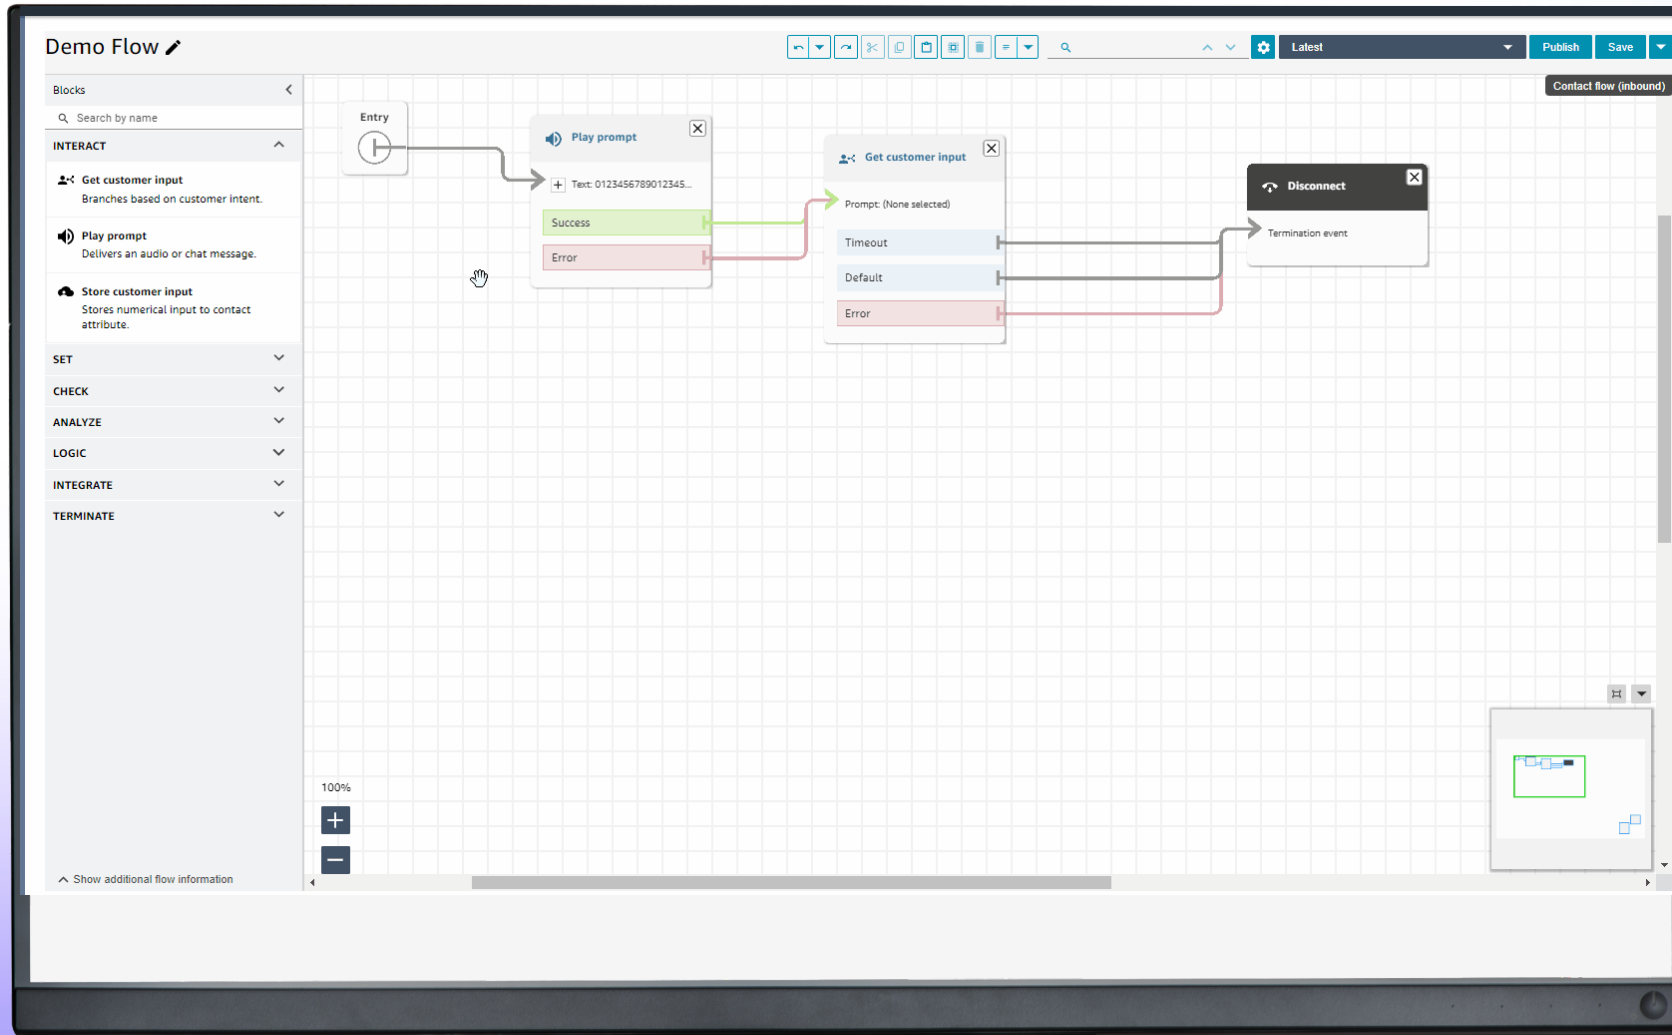 Demo Flow
Latest
Publish
Save
Blocks
Contact flow (inbound)
Search by name
INTERACT
Get customer input
Branches based on customer intent.
Play prompt
Delivers an audio or chat message.
Store customer input
Stores numerical input to contact
attribute.
SET
CHECK
ANALYZE
LOGIC
INTEGRATE
TERMINATE
Show additional flow information
Entry
Play prompt
Text: 0123456789012345...
Success
Error
Get customer input
Prompt: (None selected)
Timeout
Default
Error
Disconnect
Termination event
100%